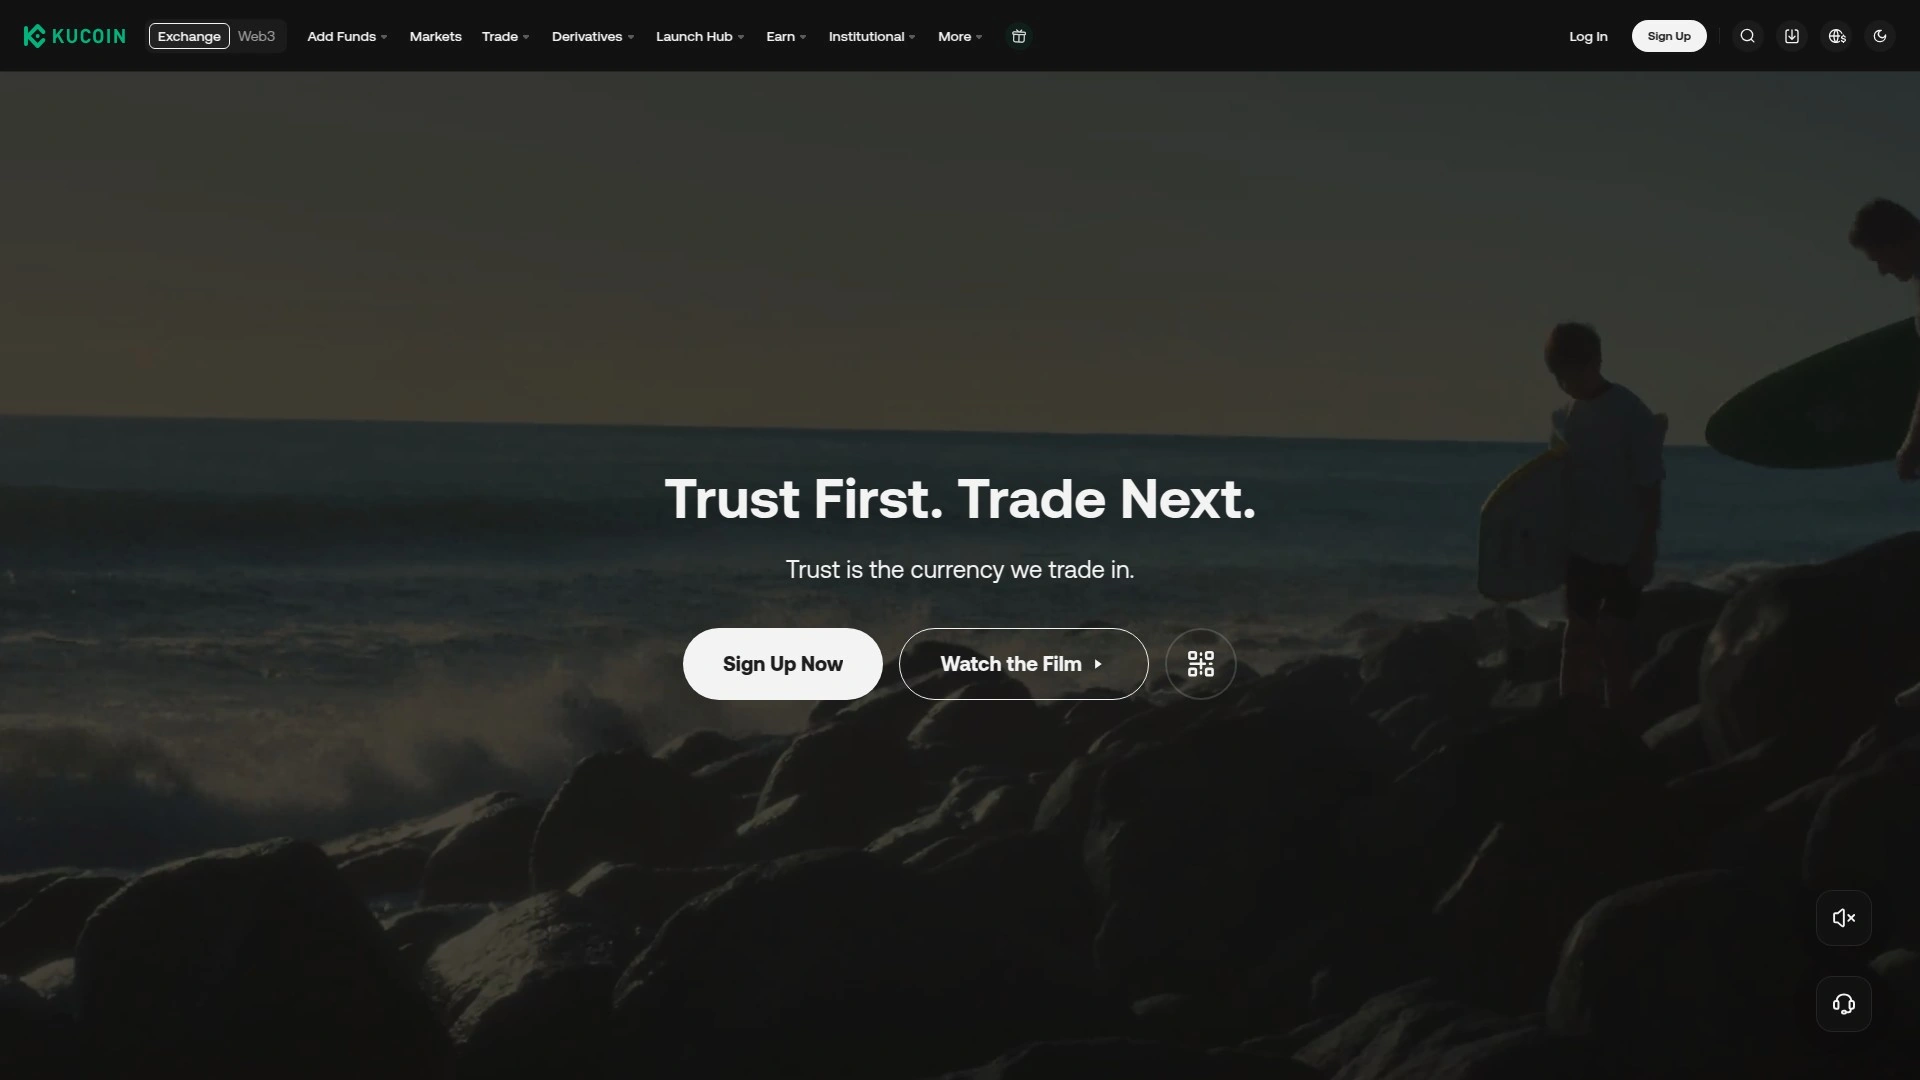 KUCOIN Exchange Web3 Add Funds Markets Trade Derivatives Launch Hub Earn Institutional More Log In Sign Up
Trust First. Trade Next.
Trust is the currency we trade in.
Sign Up Now Watch the Film